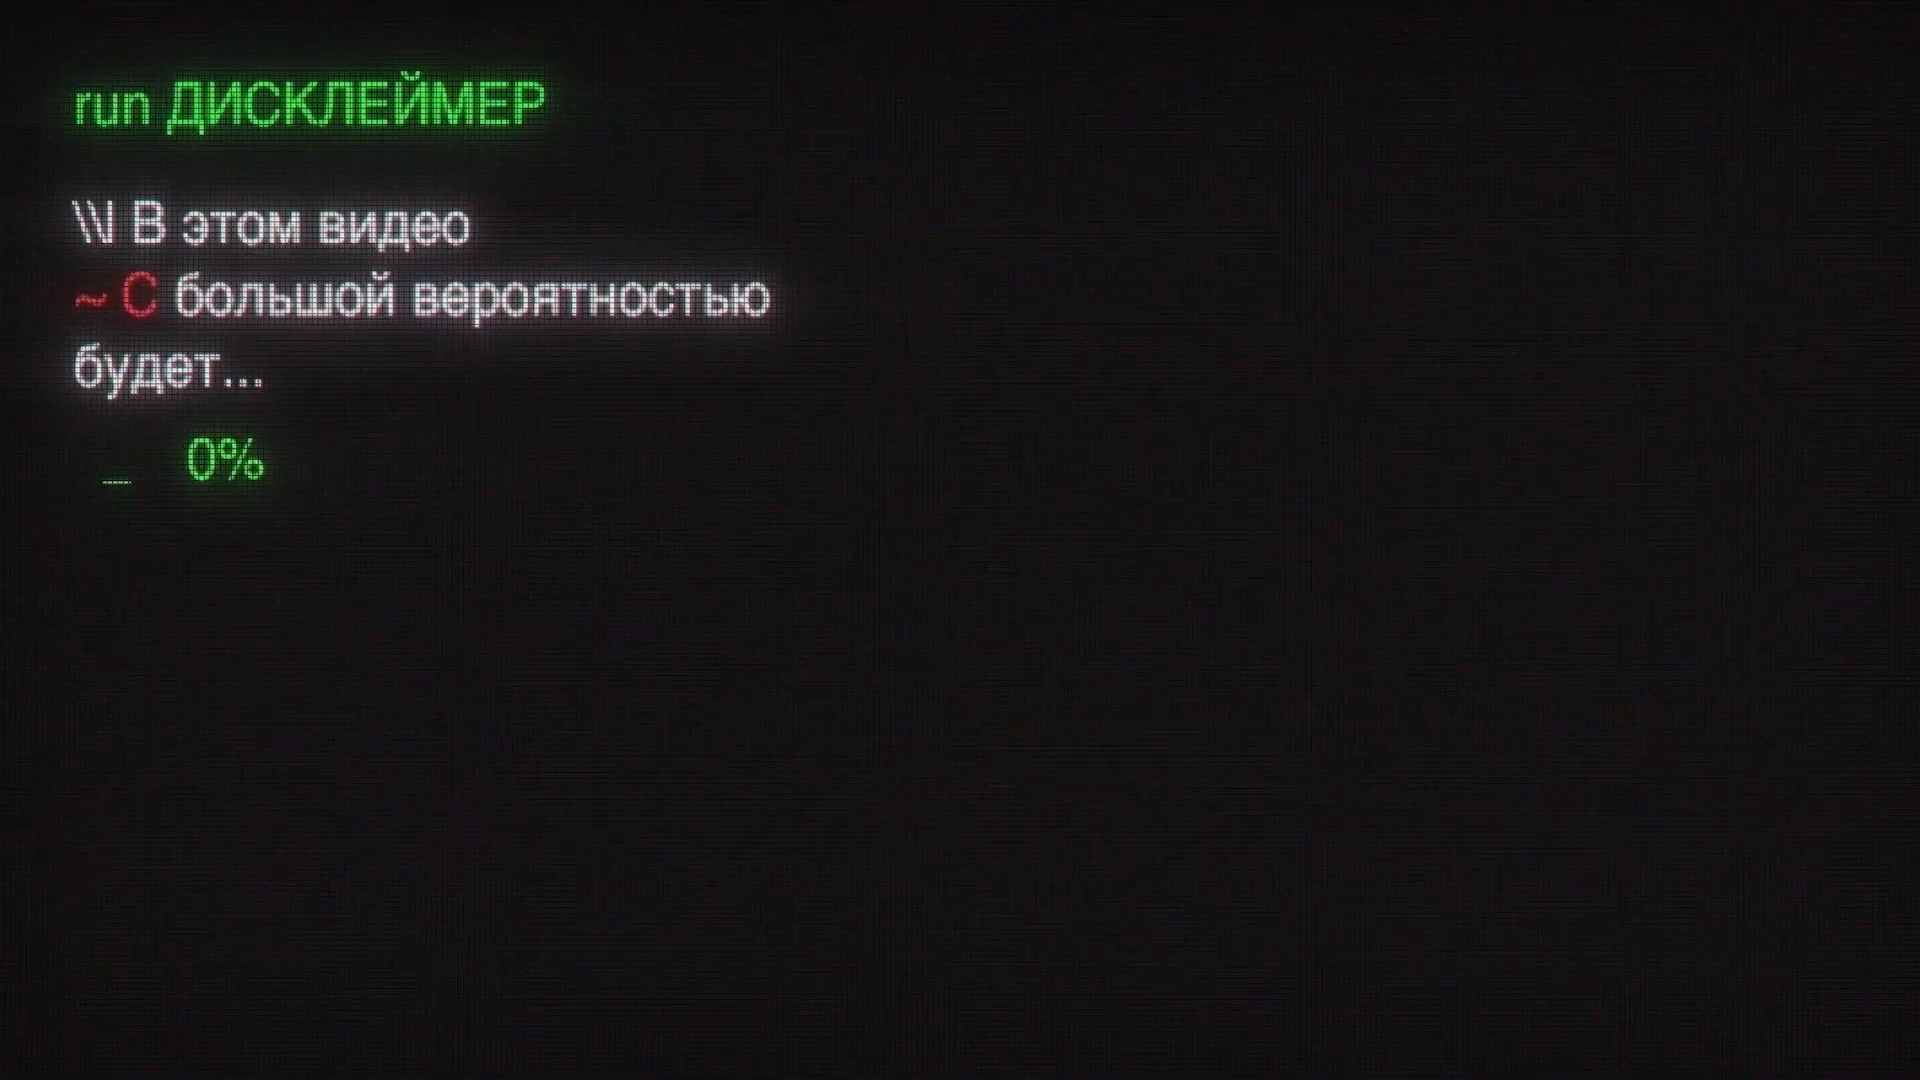 run ДИСКЛЕЙМЕР
\\| В этом видео
~ С большой вероятностью
будет...
_ 0%